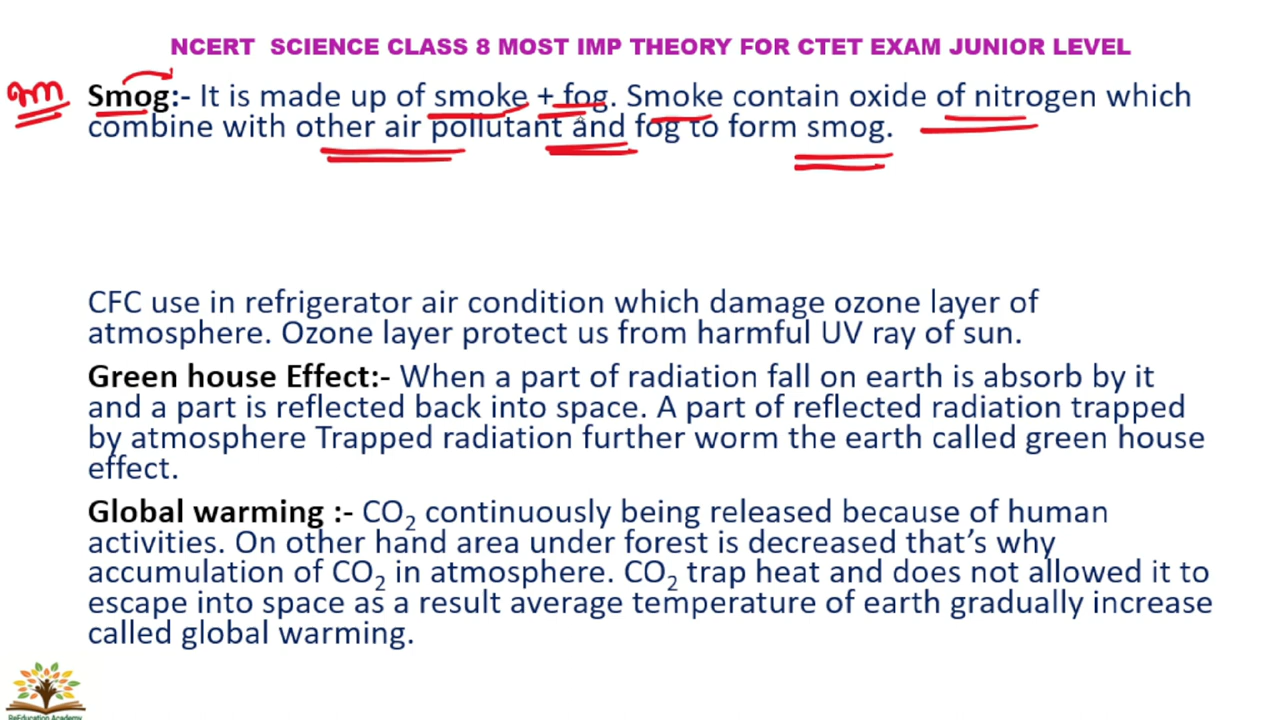 NCERT SCIENCE CLASS 8 MOST IMP THEORY FOR CTET EXAM JUNIOR LEVEL
Smog:- It is made up of smoke + fog. Smoke contain oxide of nitrogen which
combine with other air pollutant and fog to form smog.
CFC use in refrigerator air condition which damage ozone layer of
atmosphere. Ozone layer protect us from harmful UV ray of sun.
Green house Effect:- When a part of radiation fall on earth is absorb by it
and a part is reflected back into space. A part of reflected radiation trapped
by atmosphere Trapped radiation further worm the earth called green house
effect.
Global warming :- CO₂ continuously being released because of human
activities. On other hand area under forest is decreased that's why
accumulation of CO₂ in atmosphere. CO₂ trap heat and does not allowed it to
escape into space as a result average temperature of earth gradually increase
called global warming.
Education Academy